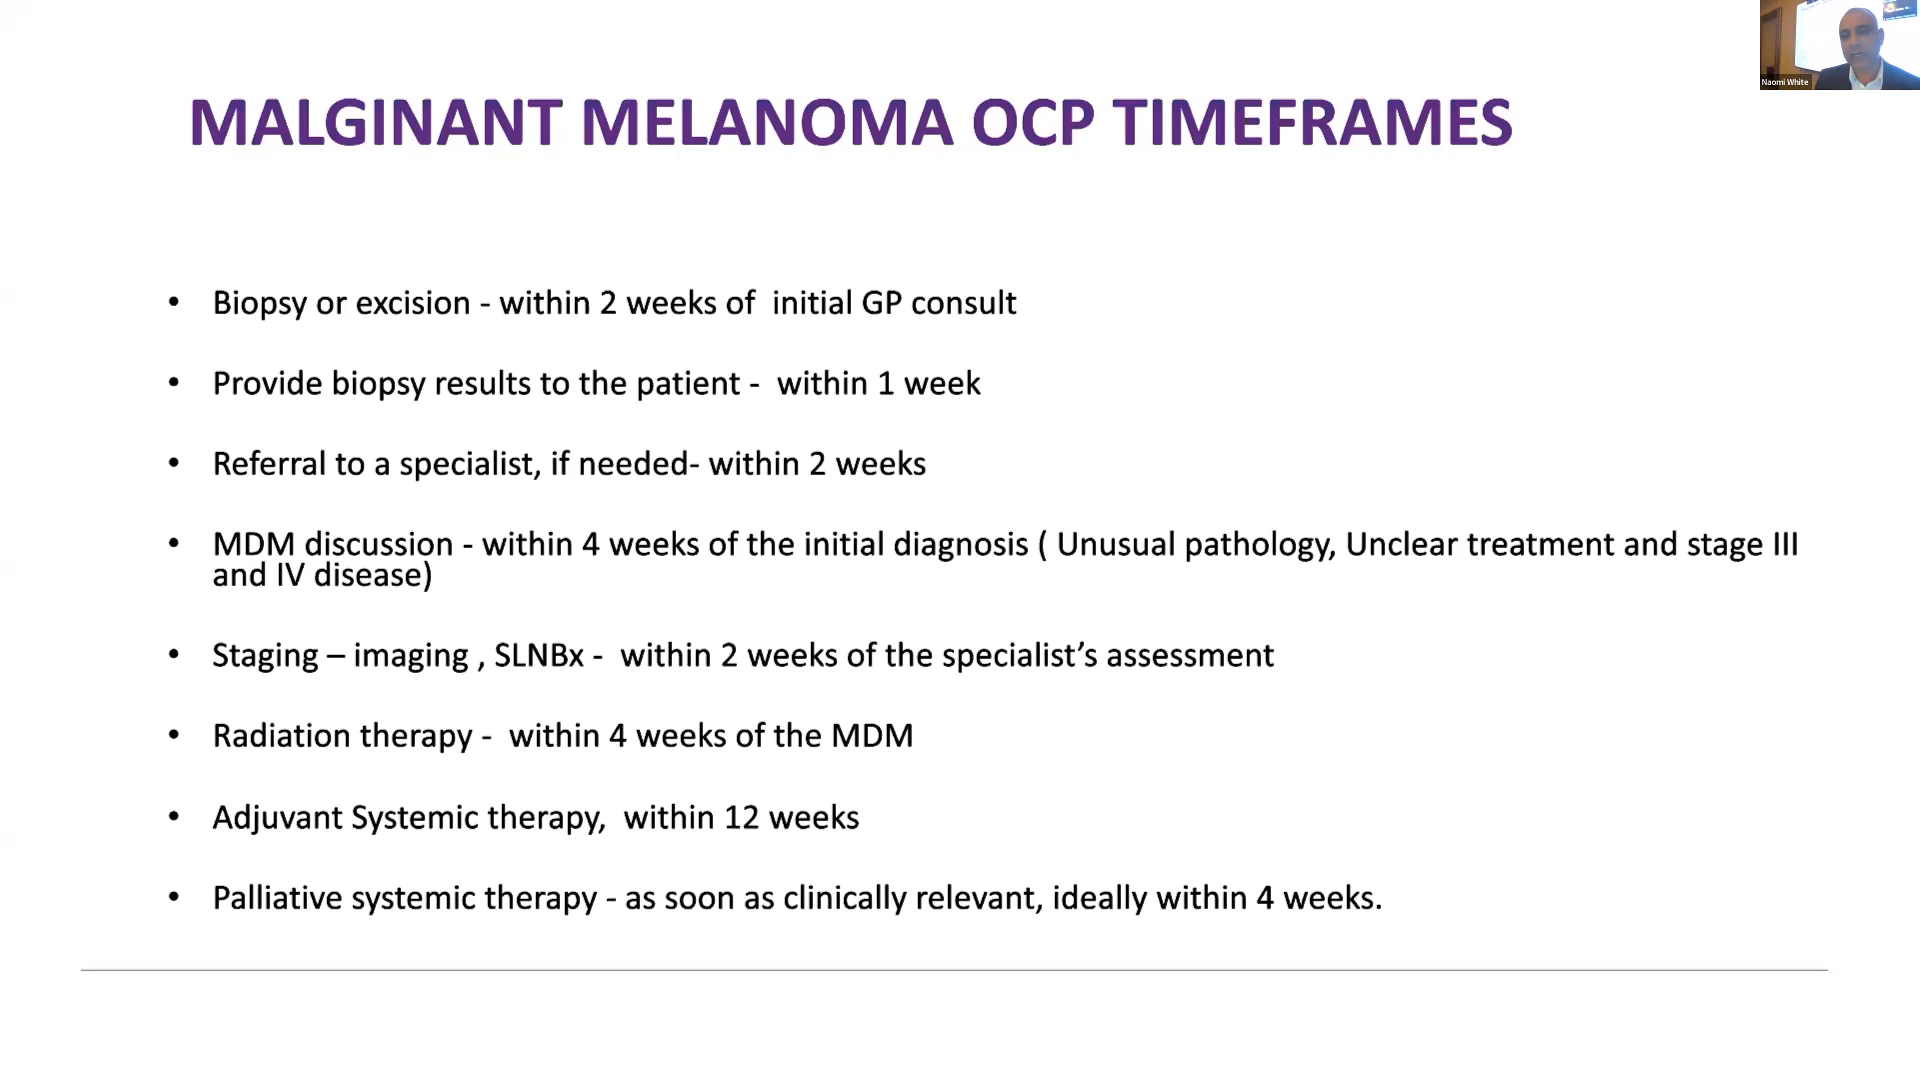 Naomi White
MALGINANT MELANOMA OCP TIMEFRAMES
• Biopsy or excision - within 2 weeks of  initial GP consult
• Provide biopsy results to the patient -  within 1 week
• Referral to a specialist, if needed- within 2 weeks
• MDM discussion - within 4 weeks of the initial diagnosis ( Unusual pathology, Unclear treatment and stage III
and IV disease)
• Staging – imaging , SLNBx -  within 2 weeks of the specialist’s assessment
• Radiation therapy -  within 4 weeks of the MDM
• Adjuvant Systemic therapy,  within 12 weeks
• Palliative systemic therapy - as soon as clinically relevant, ideally within 4 weeks.